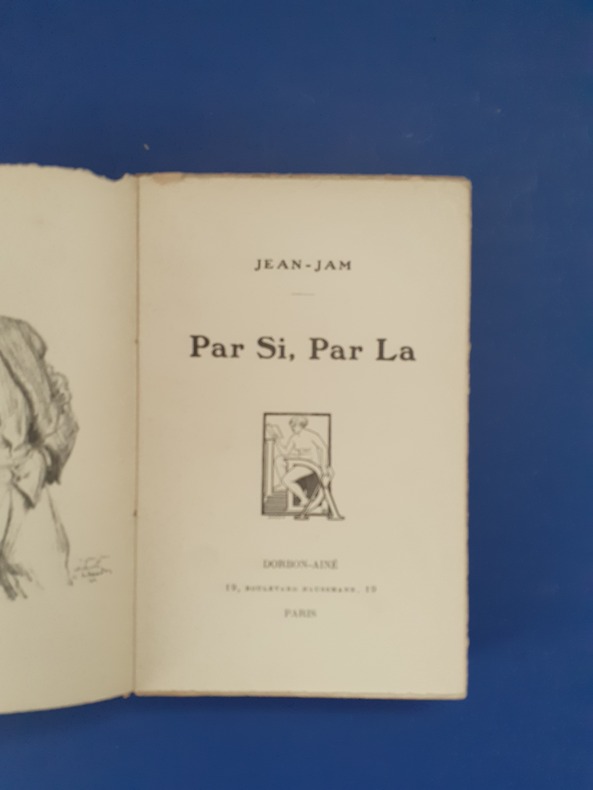 JEAN-JAM
Par Si, Par La
DORBON-AINÉ
19, BOULEVARD HAUSSMANN, 19
PARIS